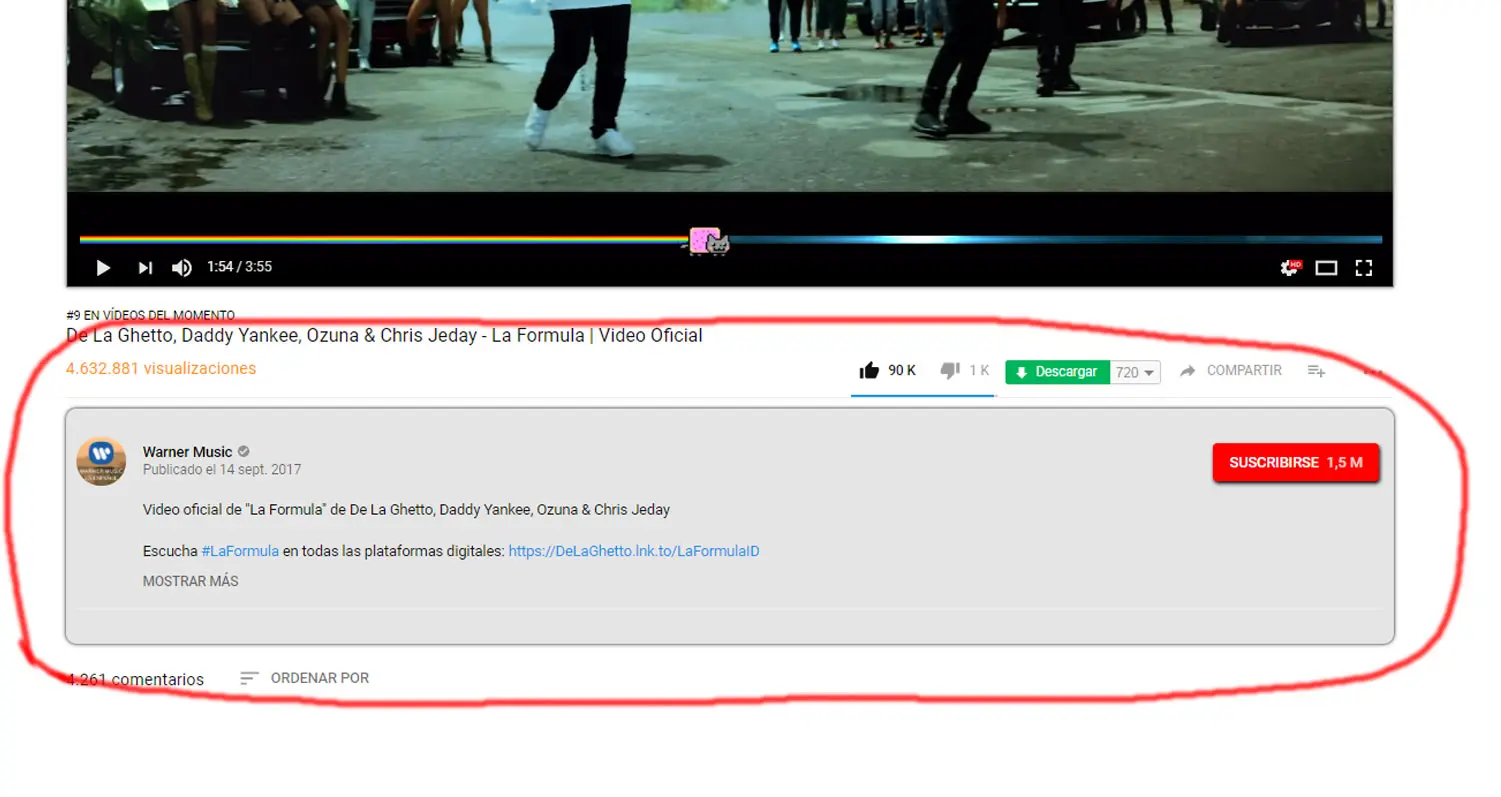 1:54 / 3:55
HD
#9 EN VÍDEOS DEL MOMENTO
De La Ghetto, Daddy Yankee, Ozuna & Chris Jeday - La Formula | Video Oficial
4.632.881 visualizaciones
90 K
1 K
Descargar
720
COMPARTIR
Warner Music
Publicado el 14 sept. 2017
SUSCRIBIRSE 1,5 M
Video oficial de "La Formula" de De La Ghetto, Daddy Yankee, Ozuna & Chris Jeday
Escucha #LaFormula en todas las plataformas digitales: https://DeLaGhetto.lnk.to/LaFormulaID
MOSTRAR MÁS
4.261 comentarios
ORDENAR POR